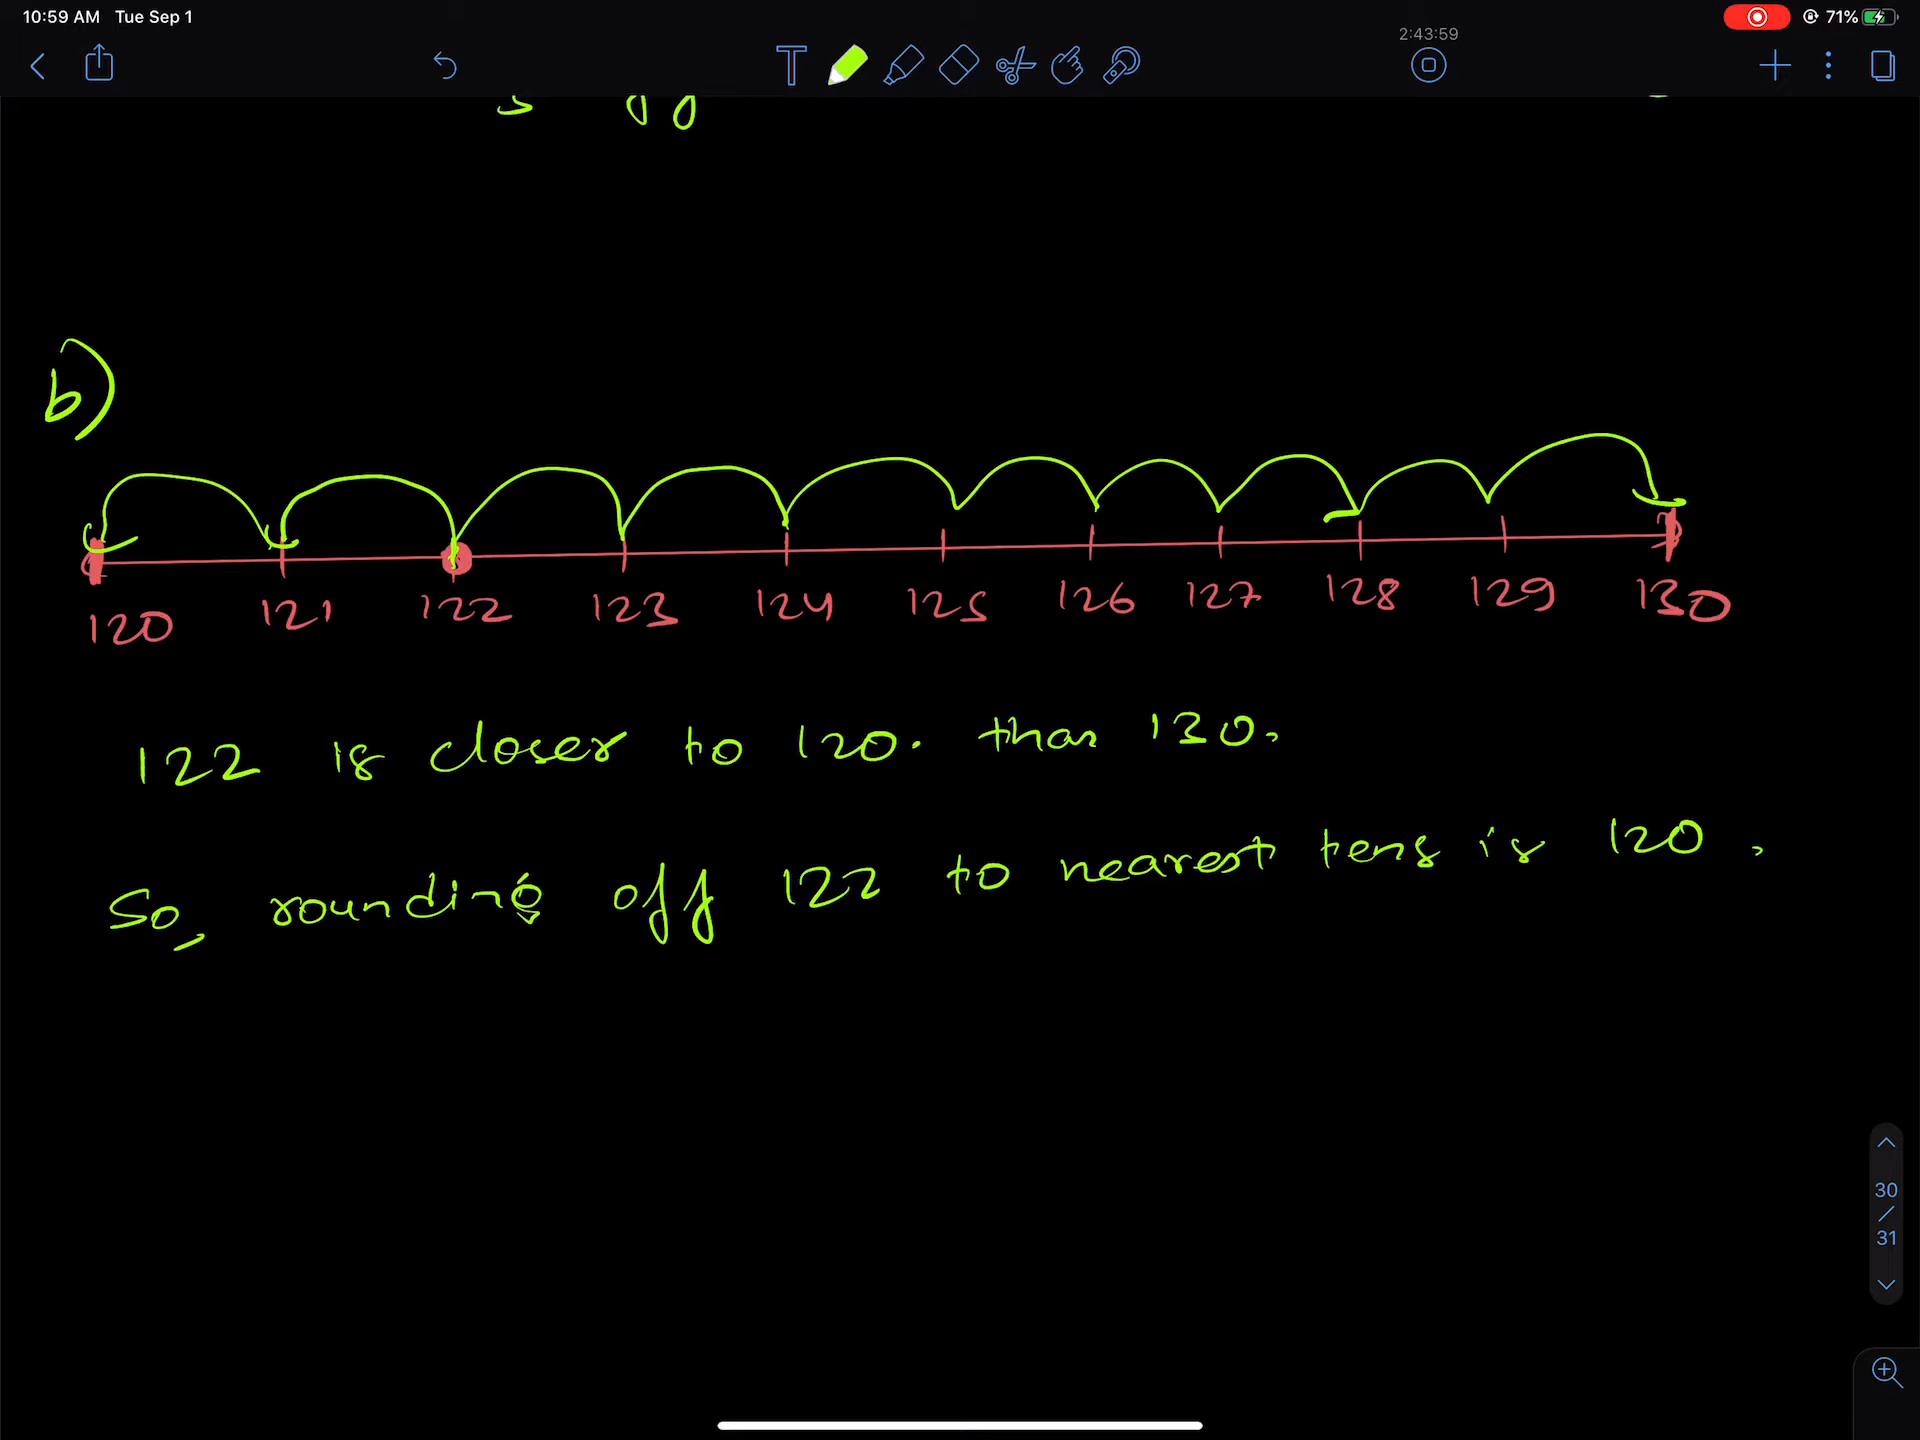 10:59 AM Tue Sep 1
71%
2:43:59
T
b)
120 121 122 123 124 125 126 127 128 129 130
122 is closer to 120. than 130.
So, rounding off 122 to nearest tens is 120.
30
/
31